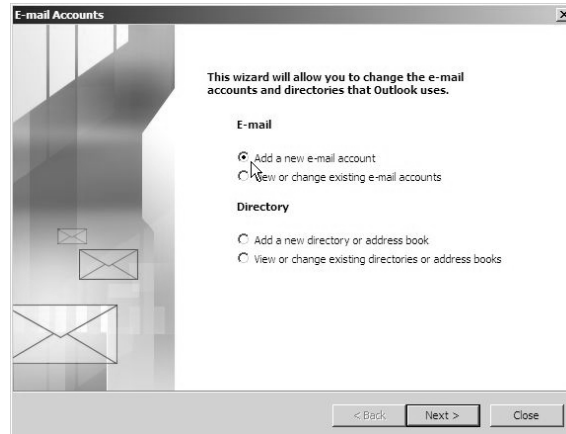 E-mail Accounts
This wizard will allow you to change the e-mail
accounts and directories that Outlook uses.
E-mail
Add a new e-mail account
View or change existing e-mail accounts
Directory
Add a new directory or address book
View or change existing directories or address books
< Back
Next >
Close